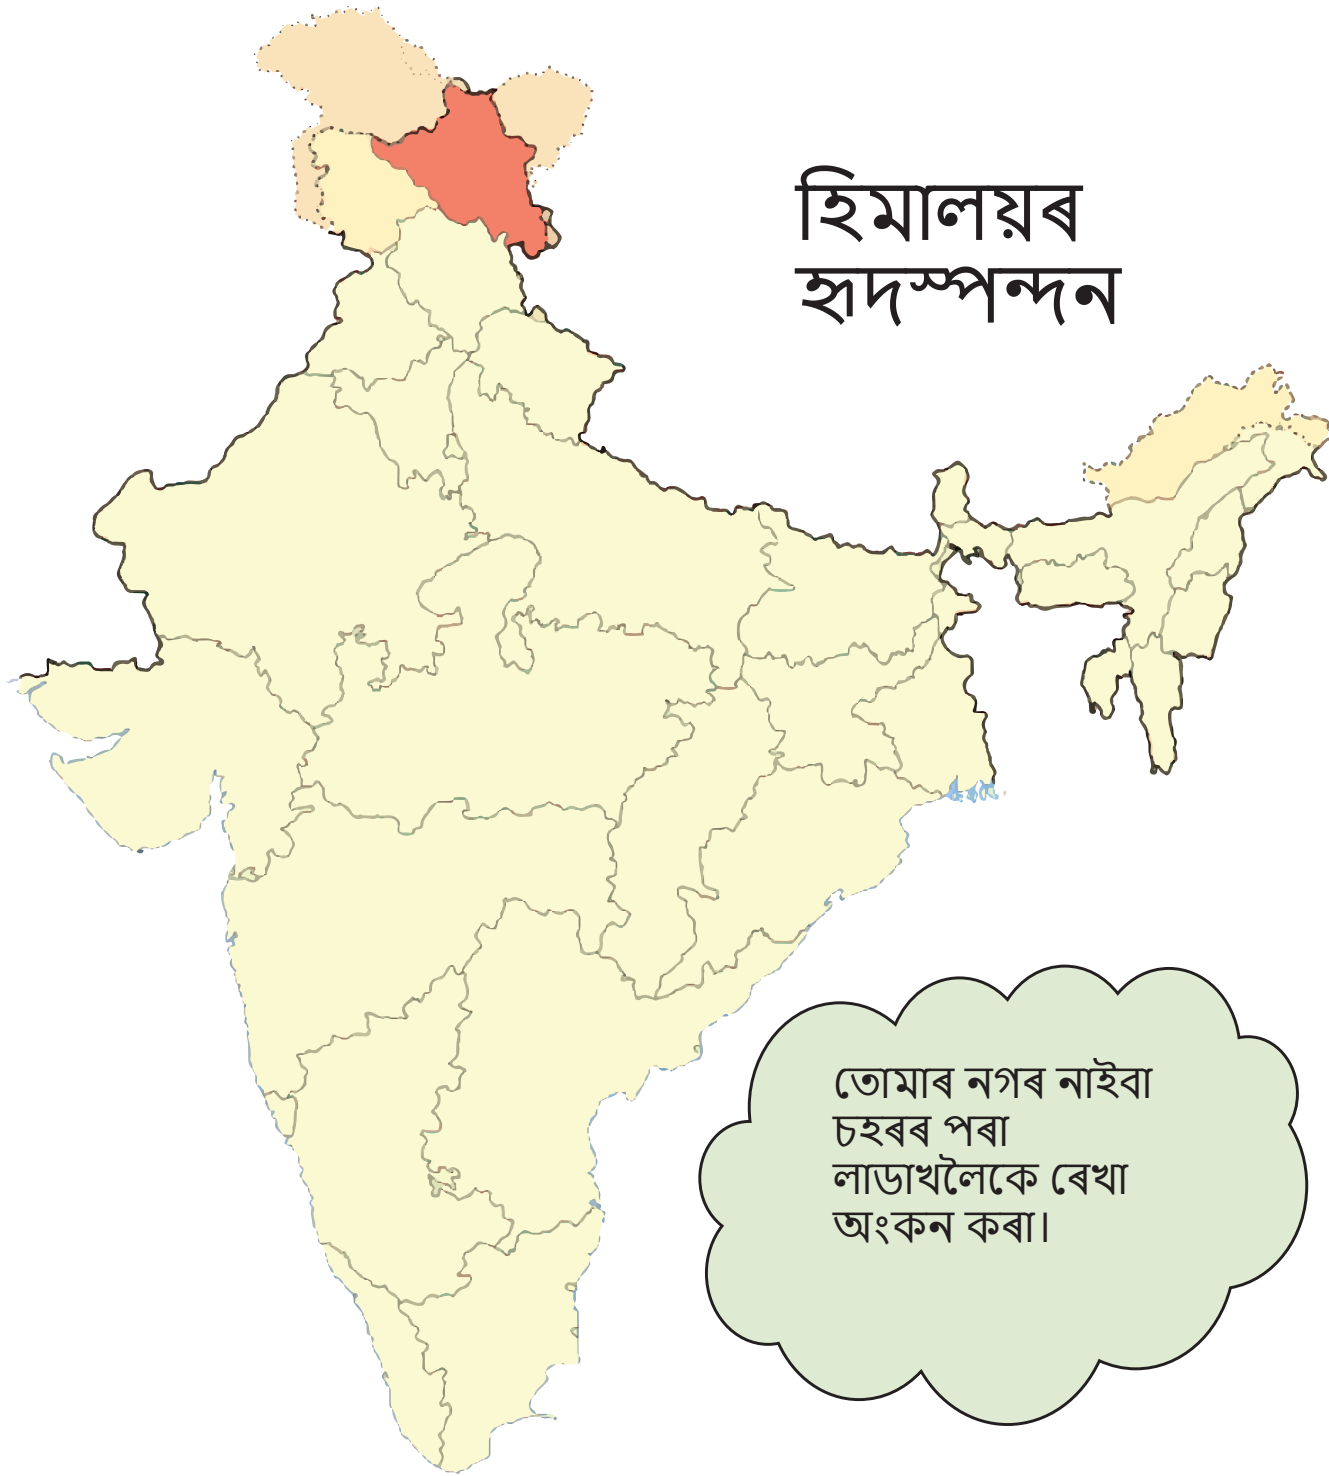 হিমালয়ৰ
হৃদস্পন্দন
তোমাৰ নগৰ নাইবা
চহৰৰ পৰা
লাডাখলৈকে ৰেখা
অংকন কৰা।